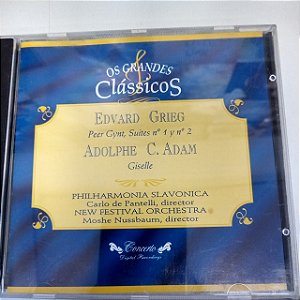 OS GRANDES
Clássicos
EDVARD GRIEG
Peer Gynt, Suites nº 1 y nº 2
ADOLPHE C. ADAM
Giselle
PHILHARMONIA SLAVONICA
Carlo de Pantelli, director
NEW FESTIVAL ORCHESTRA
Moshe Nussbaum, director
Concerto
Digital Recordings